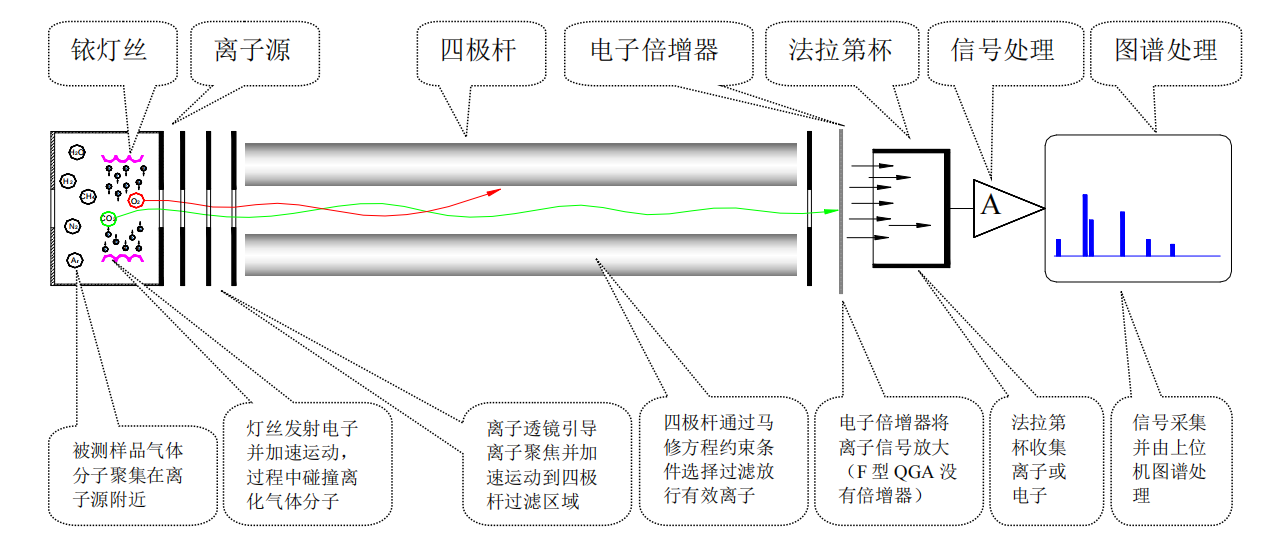 铱灯丝
离子源
四极杆
电子倍增器
法拉第杯
信号处理
图谱处理
H₂O
H₂
CH₄
O₂
CO₂
N₂
Ar
A
被测样品气体
分子聚集在离
子源附近
灯丝发射电子
并加速运动,
过程中碰撞离
化气体分子
离子透镜引导
离子聚焦并加
速运动到四极
杆过滤区域
四极杆通过马
修方程约束条
件选择过滤放
行有效离子
电子倍增器将
离子信号放大
（F 型 QGA 没
有倍增器）
法拉第
杯收集
离子或
电子
信号采集
并由上位
机图谱处
理